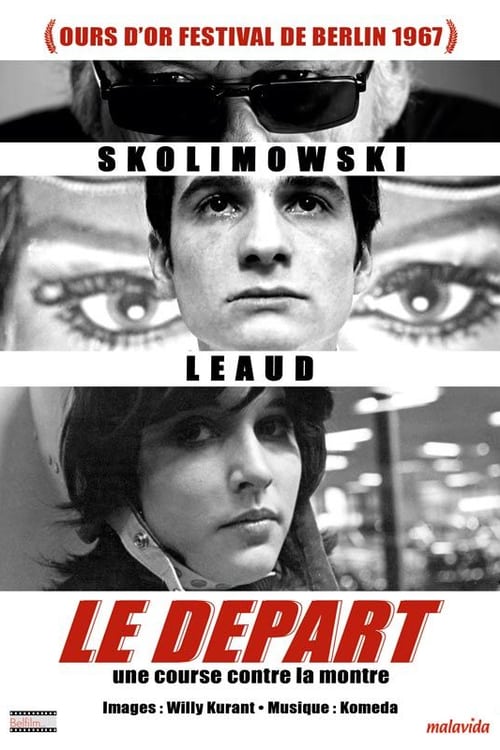 OURS D'OR FESTIVAL DE BERLIN 1967
SKOLIMOWSKI
LEAUD
LE DEPART
une course contre la montre
Images : Willy Kurant • Musique : Komeda
Belfilm
malavida